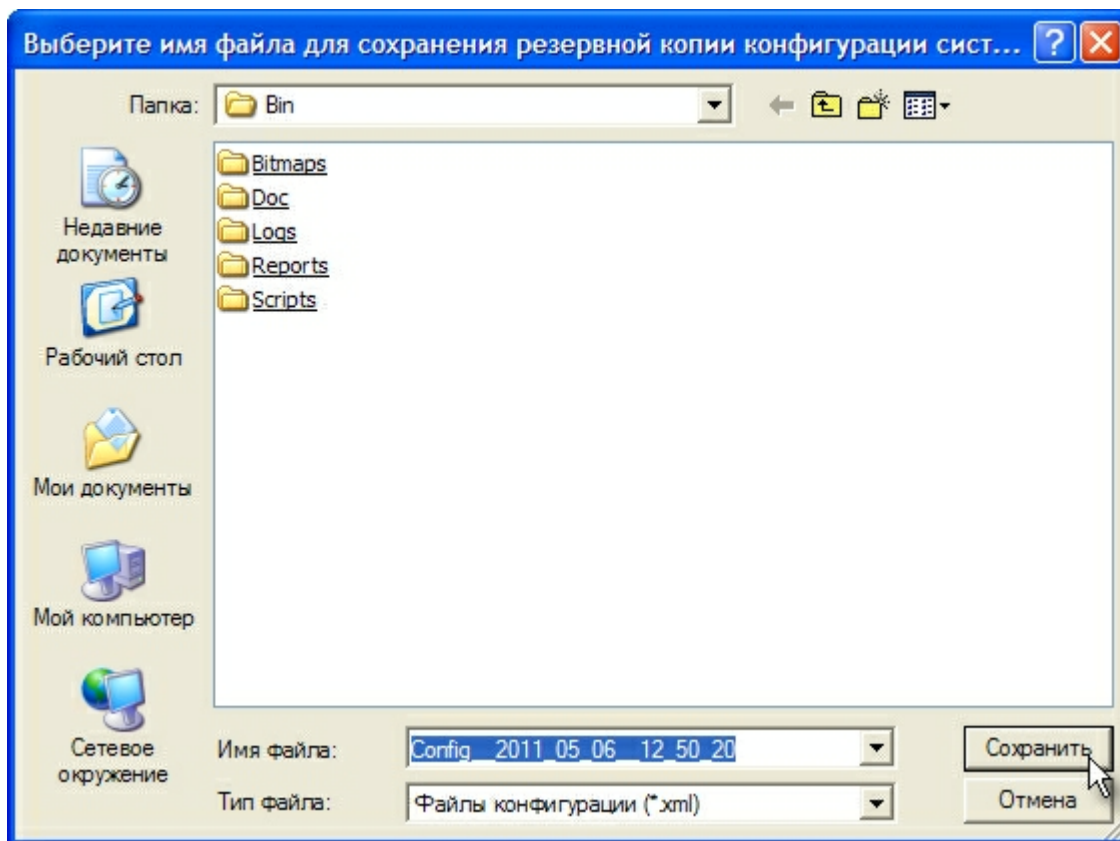 Выберите имя файла для сохранения резервной копии конфигурации сист...
Папка: Bin
Недавние
документы
Рабочий стол
Мои документы
Мой компьютер
Сетевое
окружение
Bitmaps
Doc
Logs
Reports
Scripts
Имя файла: Config__2011_05_06__12_50_20 Сохранить
Тип файла: Файлы конфигурации (*.xml) Отмена